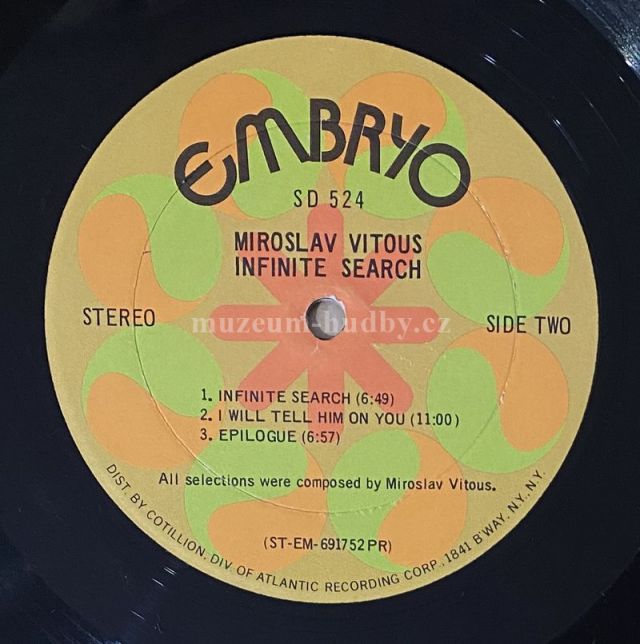 EMBRYO
SD 524
MIROSLAV VITOUS
INFINITE SEARCH
STEREO
SIDE TWO
muzeum-hudby.cz
1. INFINITE SEARCH (6:49)
2. I WILL TELL HIM ON YOU (11:00)
3. EPILOGUE (6:57)
All selections were composed by Miroslav Vitous.
(ST-EM-691752PR)
DIST. BY COTILLION, DIV. OF ATLANTIC RECORDING CORP., 1841 B'WAY, N.Y., N.Y.